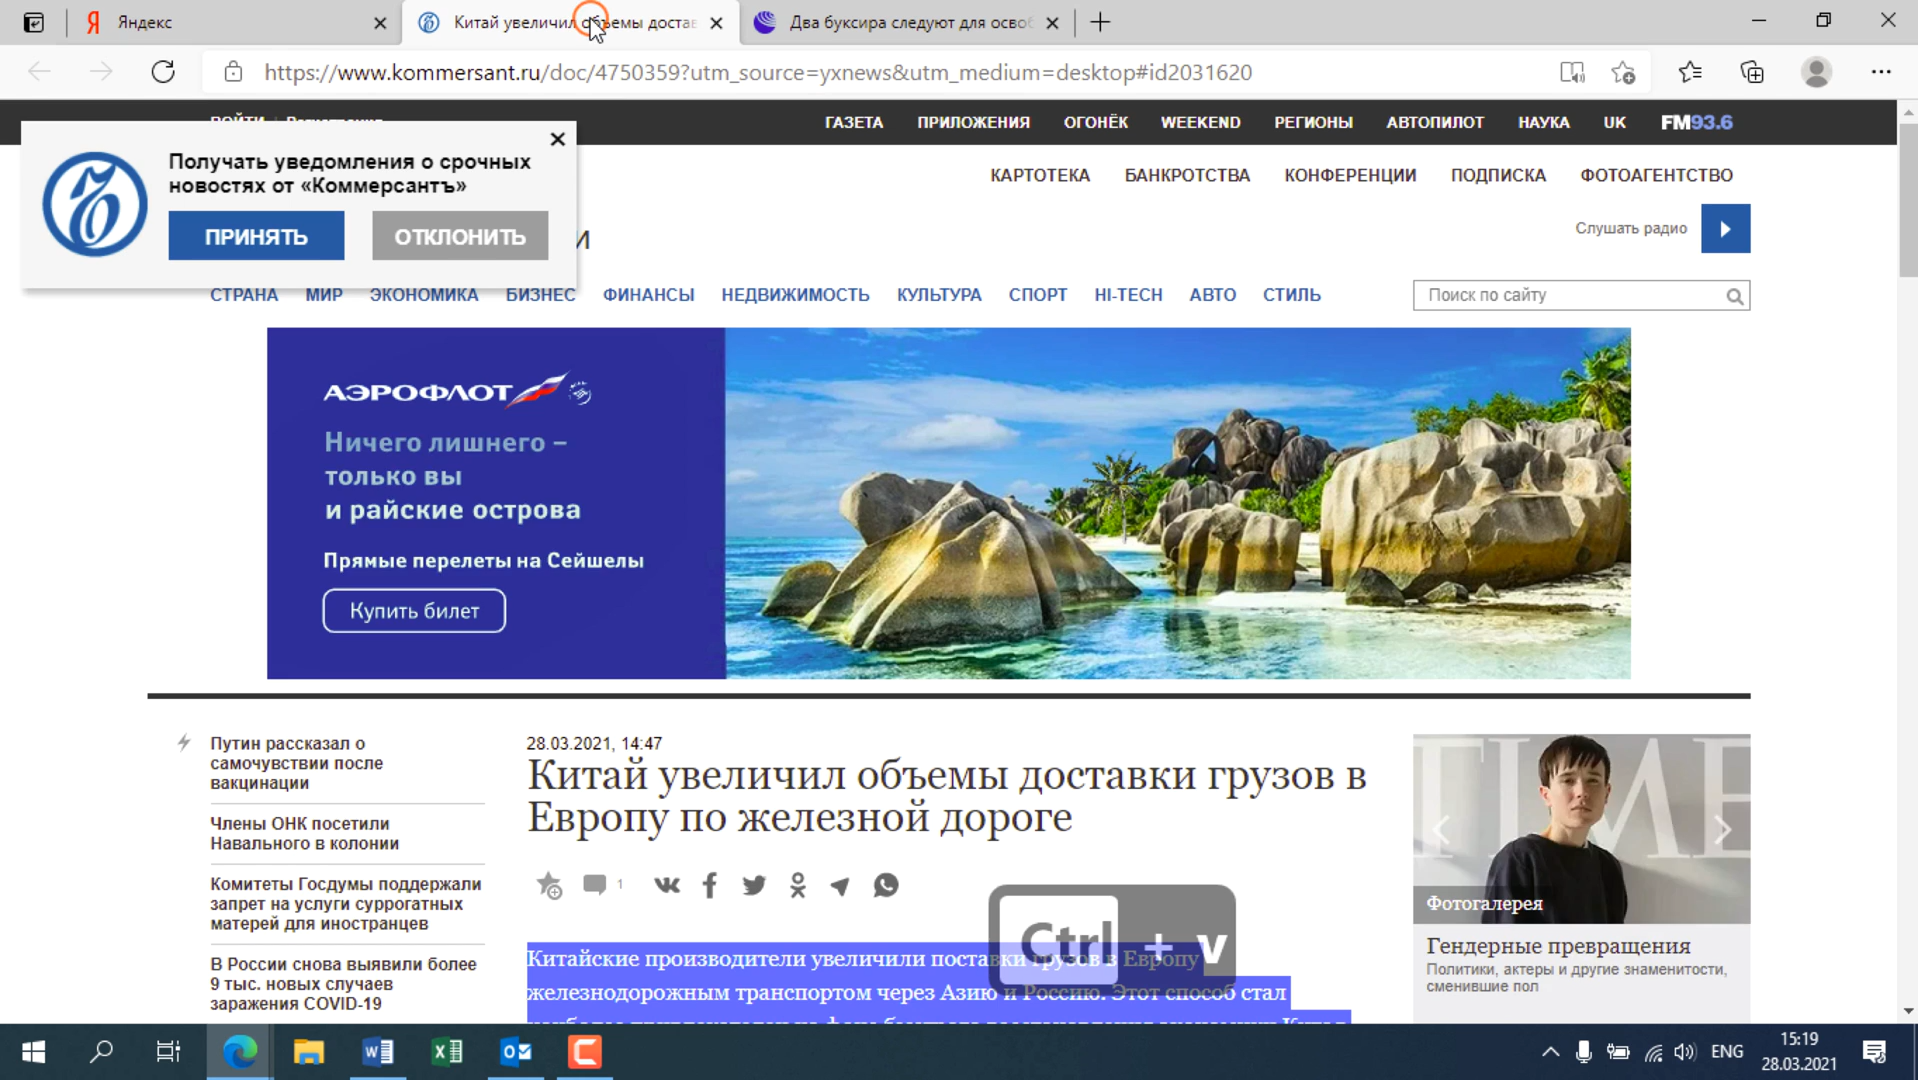 Яндекс
Китай увеличил объемы достав
Два буксира следуют для освоб
https://www.kommersant.ru/doc/4750359?utm_source=yxnews&utm_medium=desktop#id2031620
ГАЗЕТА ПРИЛОЖЕНИЯ ОГОНЁК WEEKEND РЕГИОНЫ АВТОПИЛОТ НАУКА UK FM93.6
Получать уведомления о срочных
новостях от «Коммерсантъ»
ПРИНЯТЬ ОТКЛОНИТЬ
КАРТОТЕКА БАНКРОТСТВА КОНФЕРЕНЦИИ ПОДПИСКА ФОТОАГЕНТСТВО
Слушать радио
СТРАНА МИР ЭКОНОМИКА БИЗНЕС ФИНАНСЫ НЕДВИЖИМОСТЬ КУЛЬТУРА СПОРТ HI-TECH АВТО СТИЛЬ
Поиск по сайту
АЭРОФЛОТ
Ничего лишнего –
только вы
и райские острова
Прямые перелеты на Сейшелы
Купить билет
Путин рассказал о
самочувствии после
вакцинации
Члены ОНК посетили
Навального в колонии
Комитеты Госдумы поддержали
запрет на услуги суррогатных
матерей для иностранцев
В России снова выявили более
9 тыс. новых случаев
заражения COVID-19
28.03.2021, 14:47
Китай увеличил объемы доставки грузов в
Европу по железной дороге
1
Ctrl + v
Китайские производители увеличили поставки грузов в Европу
железнодорожным транспортом через Азию и Россию. Этот способ стал
TIME
Фотогалерея
Гендерные превращения
Политики, актеры и другие знаменитости,
сменившие пол
ENG
15:19
28.03.2021